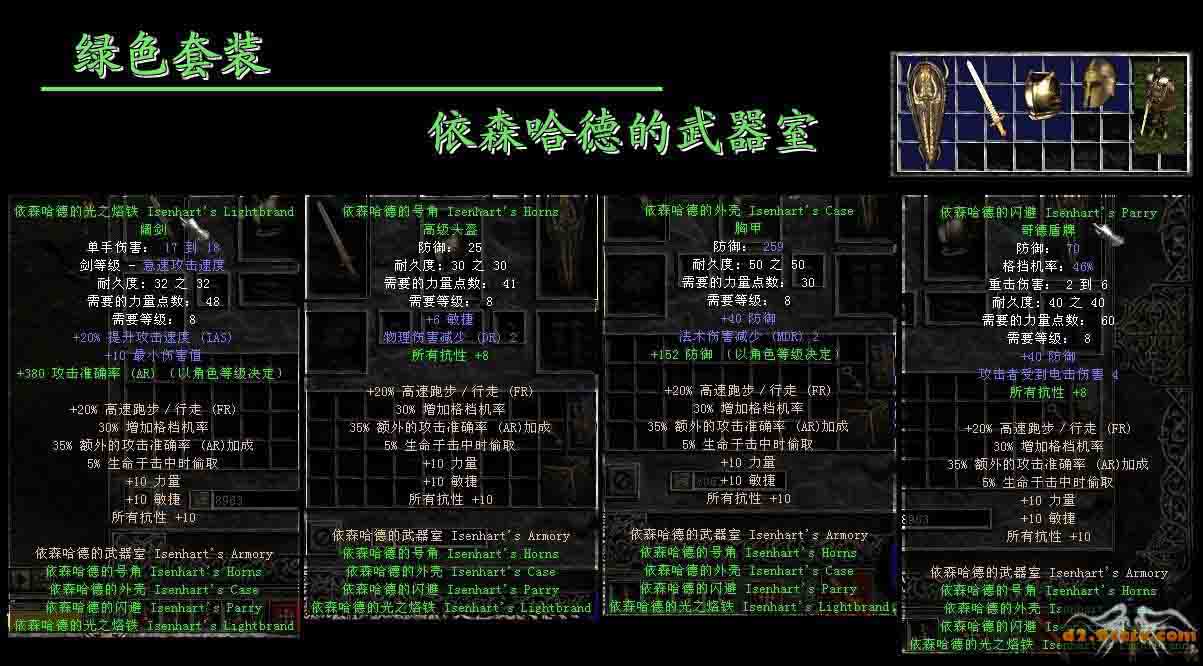 绿色套装
依森哈德的武器室
依森哈德的光之烙铁 Isenhart's Lightbrand
阔剑
单手伤害: 17 到 18
剑等级 - 急速攻击速度
耐久度: 32 之 32
需要的力量点数: 48
需要等级: 8
+20% 提升攻击速度 (IAS)
+10 最小伤害值
+380 攻击准确率 (AR) (以角色等级决定)
+20% 高速跑步/行走 (FR)
30% 增加格档机率
35% 额外的攻击准确率 (AR)加成
5% 生命于击中时偷取
+10 力量
+10 敏捷
8963
所有抗性 +10
依森哈德的武器室 Isenhart's Armory
依森哈德的号角 Isenhart's Horns
依森哈德的外壳 Isenhart's Case
依森哈德的闪避 Isenhart's Parry
依森哈德的光之烙铁 Isenhart's Lightbrand
依森哈德的号角 Isenhart's Horns
高级头盔
防御: 25
耐久度: 30 之 30
需要的力量点数: 41
需要等级: 8
+6 敏捷
物理伤害减少 (DR) 2
所有抗性 +8
+20% 高速跑步/行走 (FR)
30% 增加格档机率
35% 额外的攻击准确率 (AR)加成
5% 生命于击中时偷取
+10 力量
+10 敏捷
所有抗性 +10
依森哈德的武器室 Isenhart's Armory
依森哈德的号角 Isenhart's Horns
依森哈德的外壳 Isenhart's Case
依森哈德的闪避 Isenhart's Parry
依森哈德的光之烙铁 Isenhart's Lightbrand
依森哈德的外壳 Isenhart's Case
胸甲
防御: 259
耐久度: 50 之 50
需要的力量点数: 30
需要等级: 8
+40 防御
法术伤害减少 (MDR) 2
+152 防御 (以角色等级决定)
+20% 高速跑步/行走 (FR)
30% 增加格档机率
35% 额外的攻击准确率 (AR)加成
5% 生命于击中时偷取
+10 力量
+10 敏捷
所有抗性 +10
依森哈德的武器室 Isenhart's Armory
依森哈德的号角 Isenhart's Horns
依森哈德的外壳 Isenhart's Case
依森哈德的闪避 Isenhart's Parry
依森哈德的光之烙铁 Isenhart's Lightbrand
依森哈德的闪避 Isenhart's Parry
哥德盾牌
防御: 70
格挡机率: 46%
重击伤害: 2 到 6
耐久度: 40 之 40
需要的力量点数: 60
需要等级: 8
+40 防御
攻击者受到电击伤害 4
所有抗性 +8
+20% 高速跑步/行走 (FR)
30% 增加格档机率
35% 额外的攻击准确率 (AR)加成
5% 生命于击中时偷取
+10 力量
+10 敏捷
8963
所有抗性 +10
依森哈德的武器室 Isenhart's Armory
依森哈德的号角 Isenhart's Horns
依森哈德的外壳
依森哈德的闪避
依森哈德的光之烙铁